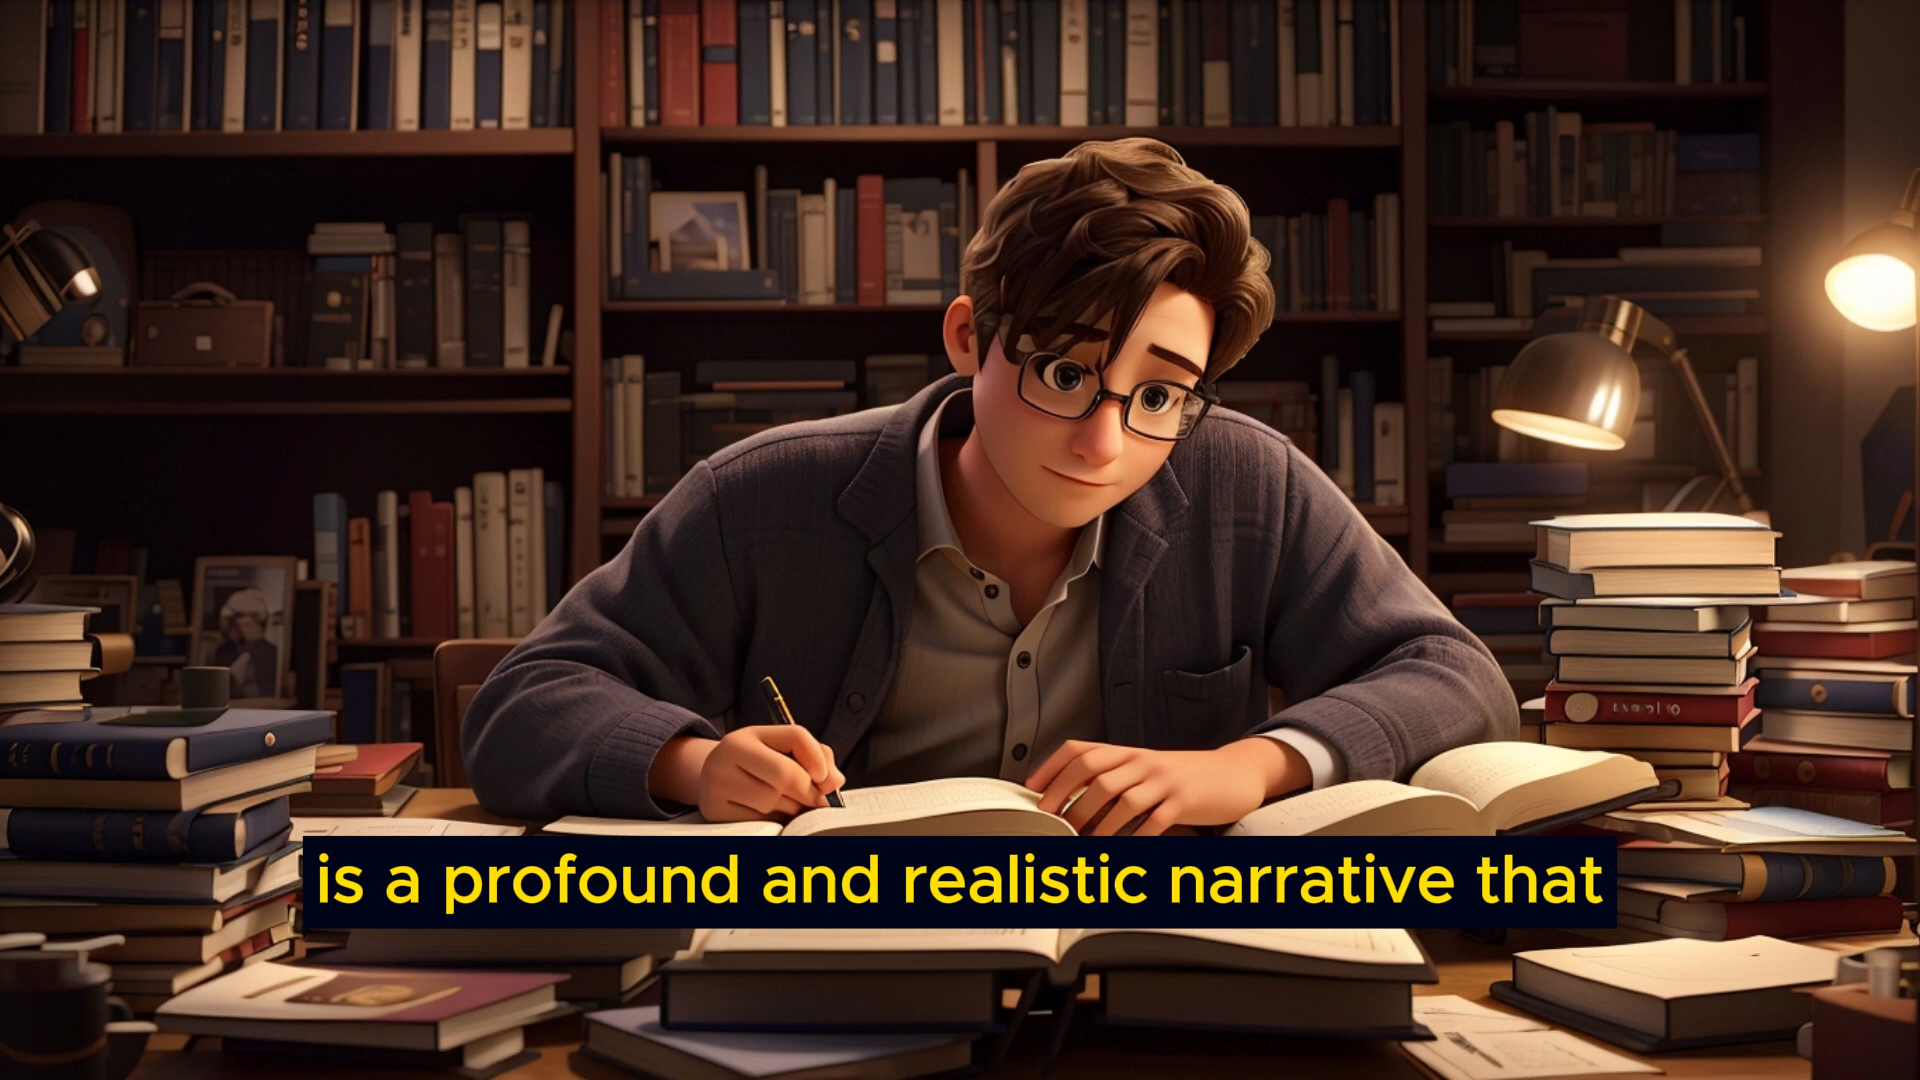 is a profound and realistic narrative that